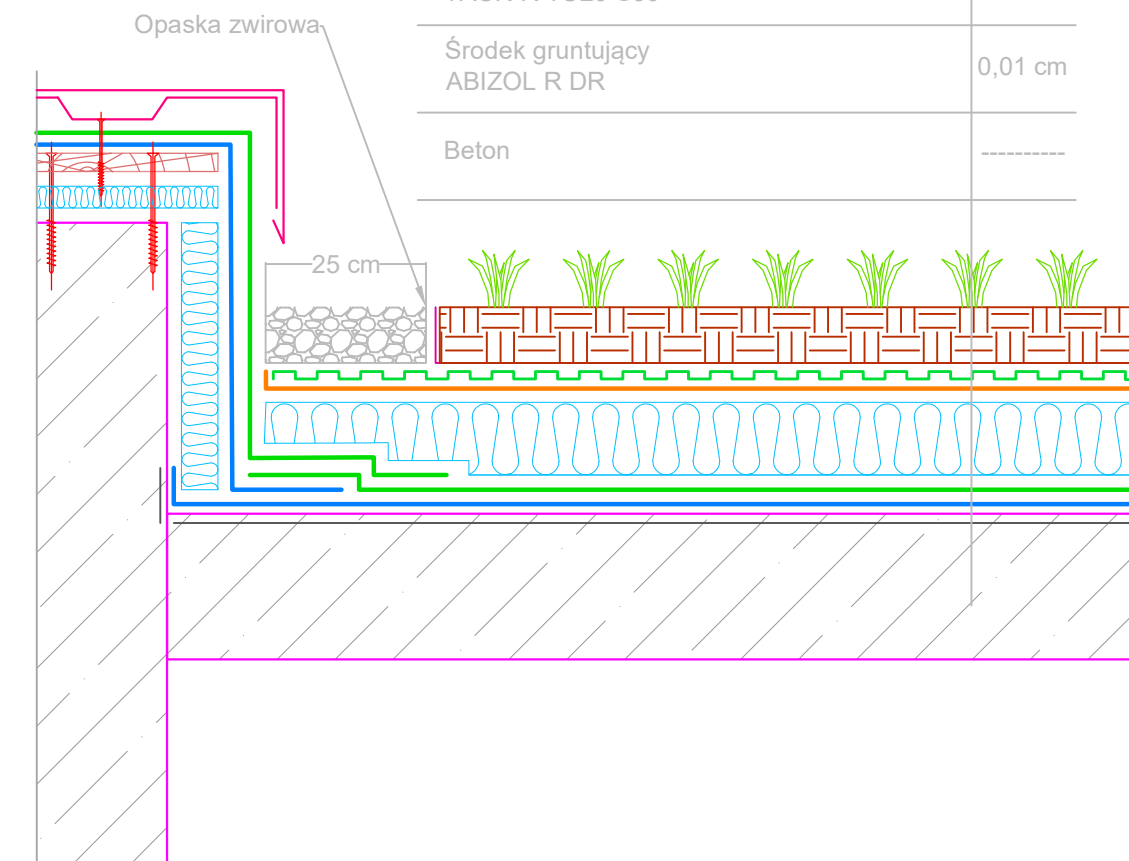 Opaska zwirowa
Środek gruntujący
ABIZOL R DR
0,01 cm
Beton
----------
25 cm